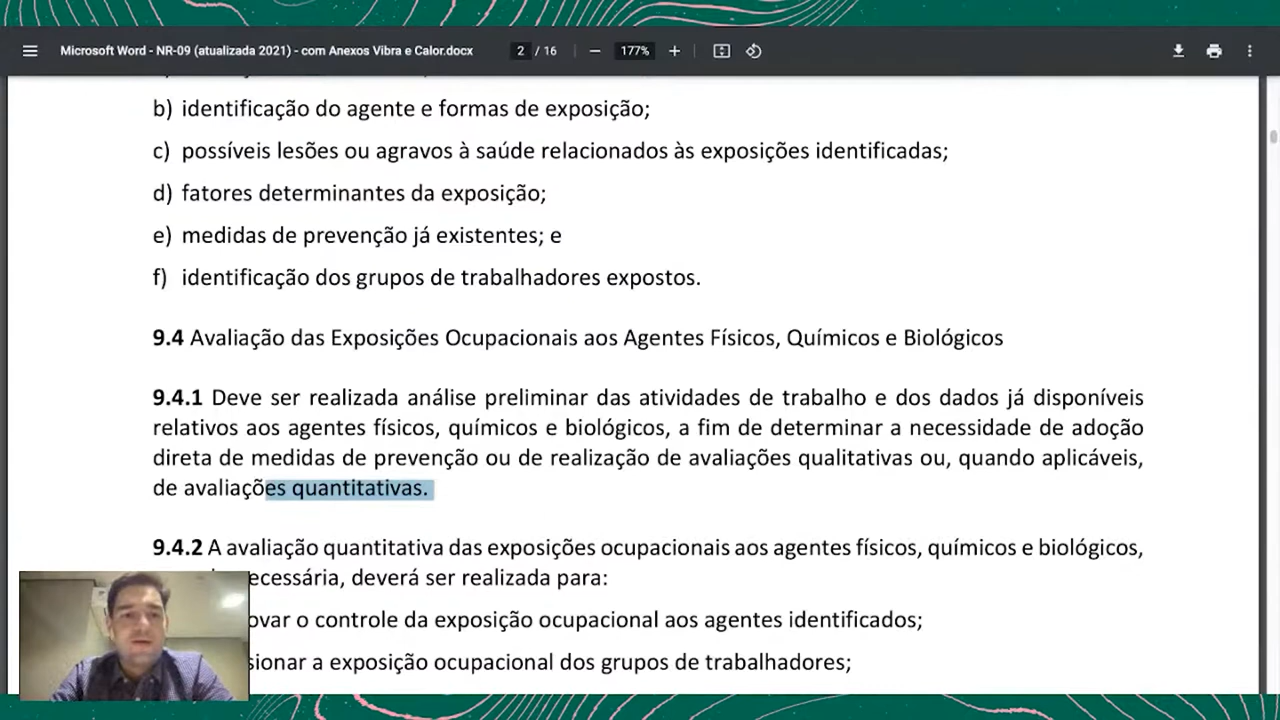 Microsoft Word - NR-09 (atualizada 2021) - com Anexos Vibra e Calor.docx
2 / 16
177%
b) identificação do agente e formas de exposição;
c) possíveis lesões ou agravos à saúde relacionados às exposições identificadas;
d) fatores determinantes da exposição;
e) medidas de prevenção já existentes; e
f) identificação dos grupos de trabalhadores expostos.
9.4 Avaliação das Exposições Ocupacionais aos Agentes Físicos, Químicos e Biológicos
9.4.1 Deve ser realizada análise preliminar das atividades de trabalho e dos dados já disponíveis
relativos aos agentes físicos, químicos e biológicos, a fim de determinar a necessidade de adoção
direta de medidas de prevenção ou de realização de avaliações qualitativas ou, quando aplicáveis,
de avaliações quantitativas.
9.4.2 A avaliação quantitativa das exposições ocupacionais aos agentes físicos, químicos e biológicos,
necessária, deverá ser realizada para:
ovar o controle da exposição ocupacional aos agentes identificados;
sionar a exposição ocupacional dos grupos de trabalhadores;